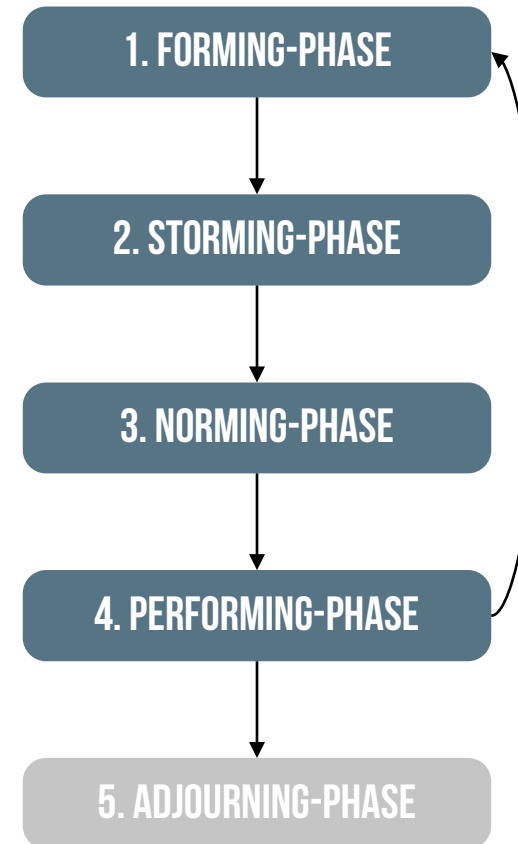 1. FORMING-PHASE
2. STORMING-PHASE
3. NORMING-PHASE
4. PERFORMING-PHASE
5. ADJOURNING-PHASE